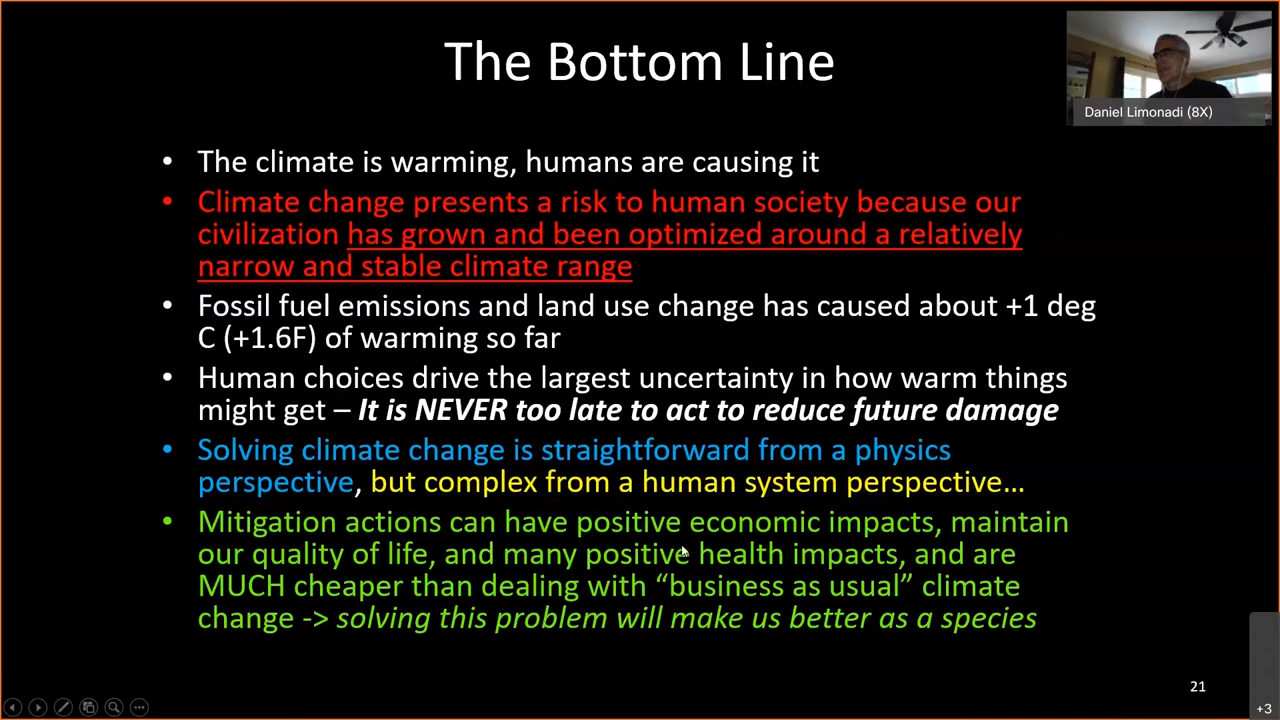 The Bottom Line
Daniel Limonadi (8X)
• The climate is warming, humans are causing it
• Climate change presents a risk to human society because our
civilization has grown and been optimized around a relatively
narrow and stable climate range
• Fossil fuel emissions and land use change has caused about +1 deg
C (+1.6F) of warming so far
• Human choices drive the largest uncertainty in how warm things
might get – It is NEVER too late to act to reduce future damage
• Solving climate change is straightforward from a physics
perspective, but complex from a human system perspective…
• Mitigation actions can have positive economic impacts, maintain
our quality of life, and many positive health impacts, and are
MUCH cheaper than dealing with “business as usual” climate
change -> solving this problem will make us better as a species
21
+3